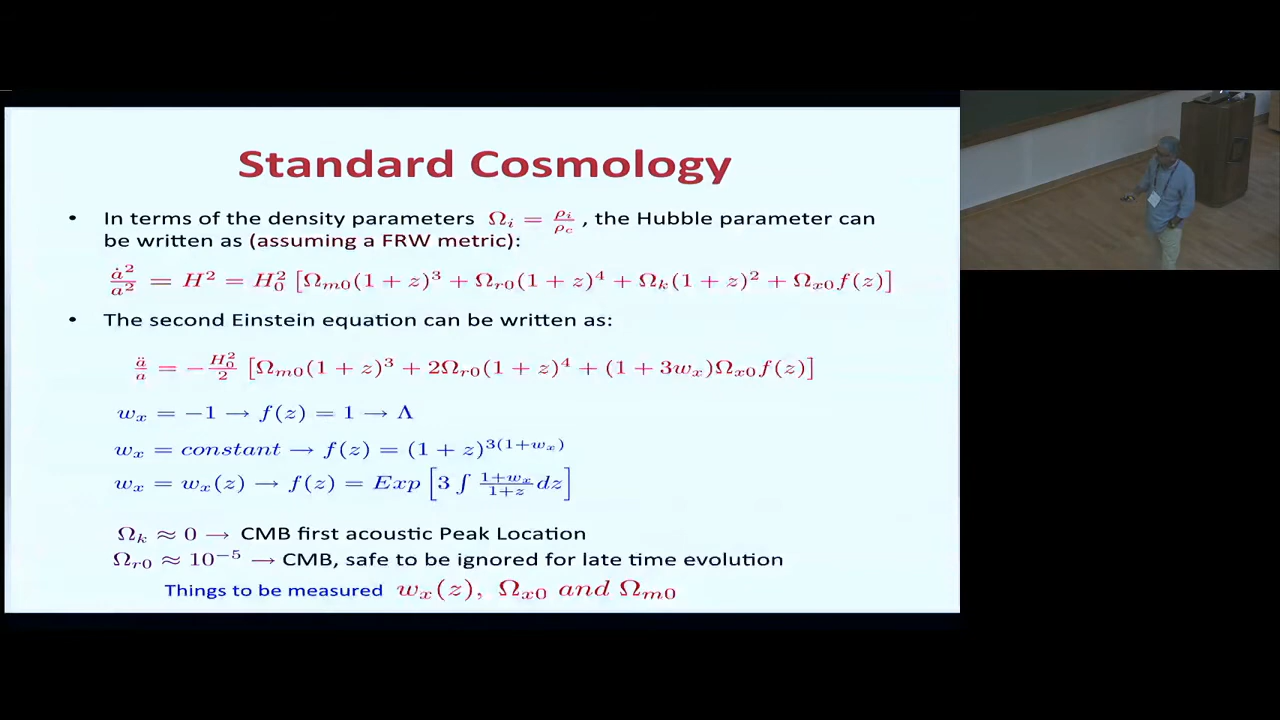 Standard Cosmology
• In terms of the density parameters Ω_i = ρ_i/ρ_c , the Hubble parameter can
be written as (assuming a FRW metric):
ȧ²/a² = H² = H₀² [Ω_m0(1 + z)³ + Ω_r0(1 + z)⁴ + Ω_k(1 + z)² + Ω_x0 f(z)]
• The second Einstein equation can be written as:
ä/a = −H₀²/2 [Ω_m0(1 + z)³ + 2Ω_r0(1 + z)⁴ + (1 + 3w_x)Ω_x0 f(z)]
w_x = −1 → f(z) = 1 → Λ
w_x = constant → f(z) = (1 + z)^{3(1+w_x)}
w_x = w_x(z) → f(z) = Exp [3 ∫ (1+w_x)/(1+z) dz]
Ω_k ≈ 0 → CMB first acoustic Peak Location
Ω_r0 ≈ 10⁻⁵ → CMB, safe to be ignored for late time evolution
Things to be measured w_x(z), Ω_x0 and Ω_m0